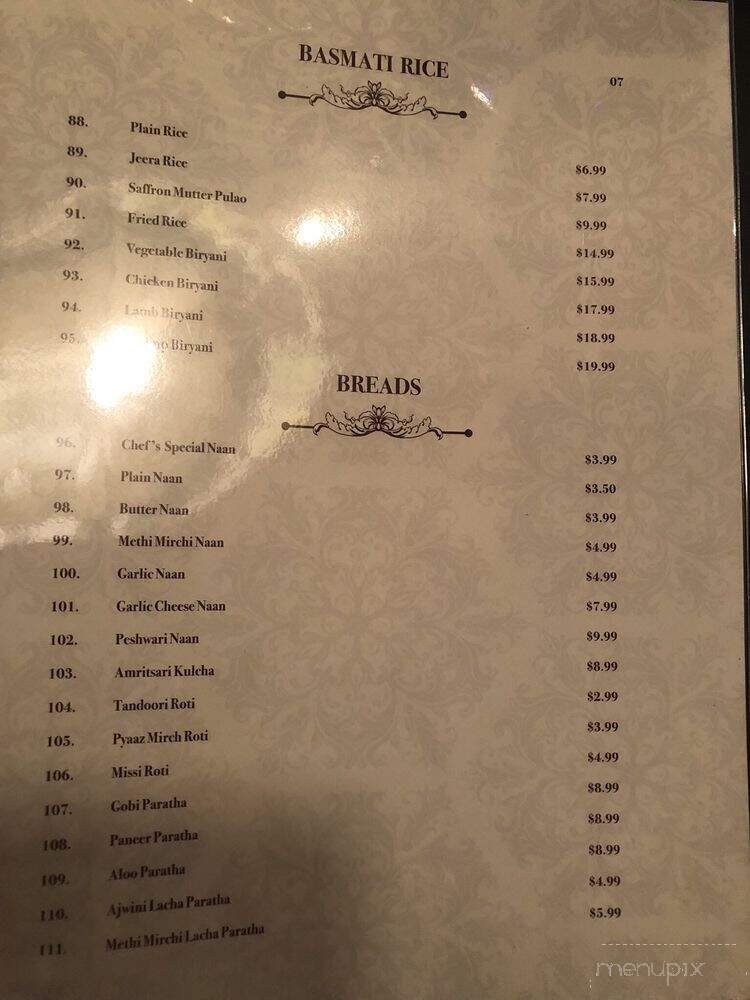 BASMATI RICE
07
88. Plain Rice $6.99
89. Jeera Rice $7.99
90. Saffron Mutter Pulao $9.99
91. Fried Rice $14.99
92. Vegetable Biryani $15.99
93. Chicken Biryani $17.99
94. Lamb Biryani $18.99
95. Biryani $19.99
BREADS
96. Chef's Special Naan $3.99
97. Plain Naan $3.50
98. Butter Naan $3.99
99. Methi Mirchi Naan $4.99
100. Garlic Naan $4.99
101. Garlic Cheese Naan $7.99
102. Peshwari Naan $9.99
103. Amritsari Kulcha $8.99
104. Tandoori Roti $2.99
105. Pyaaz Mirch Roti $3.99
106. Missi Roti $4.99
107. Gobi Paratha $8.99
108. Paneer Paratha $8.99
109. Aloo Paratha $8.99
110. Ajwini Lacha Paratha $4.99
111. Methi Mirchi Lacha Paratha $5.99
menupix